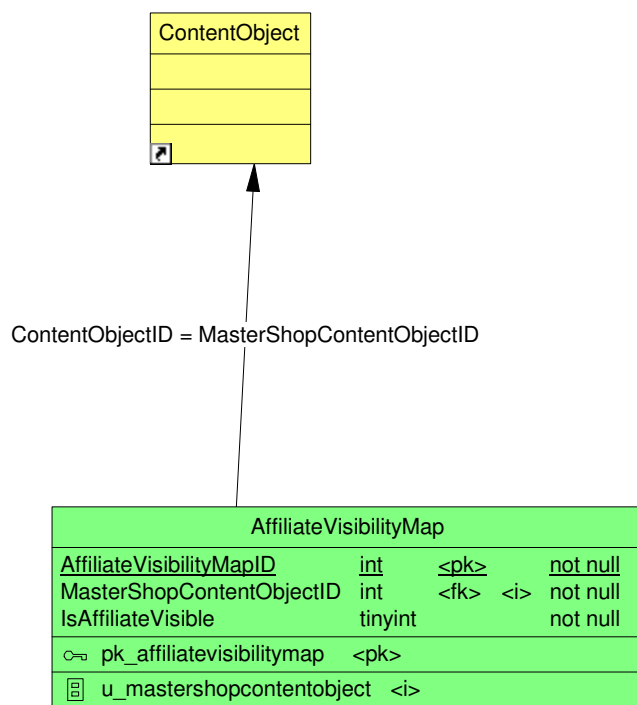 ContentObject
ContentObjectID = MasterShopContentObjectID
AffiliateVisibilityMap
AffiliateVisibilityMapID int <pk> not null
MasterShopContentObjectID int <fk> <i> not null
IsAffiliateVisible tinyint not null
pk_affiliatevisibilitymap <pk>
u_mastershopcontentobject <i>